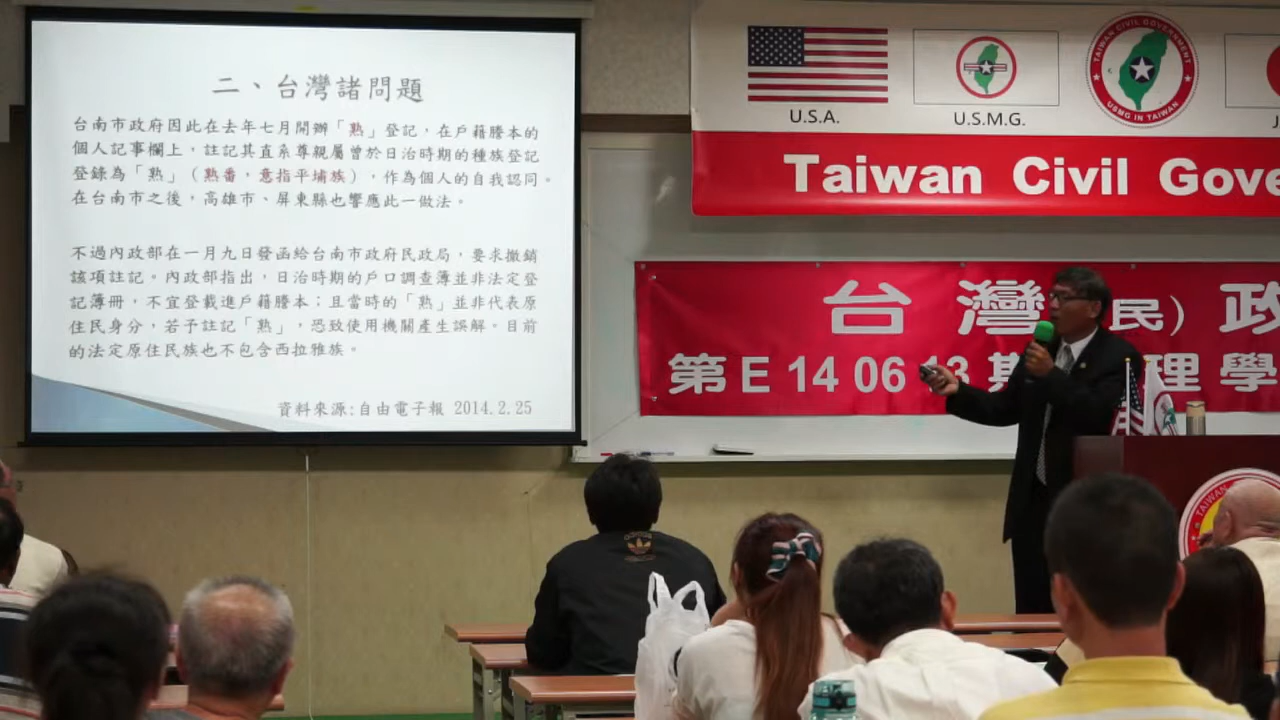 二、台灣諸問題
台南市政府因此在去年七月開辦「熟」登記，在戶籍謄本的
個人記事欄上，註記其直系尊親屬曾於日治時期的種族登記
登錄為「熟」（熟番，意指平埔族），作為個人的自我認同。
在台南市之後，高雄市、屏東縣也響應此一做法。
不過內政部在一月九日發函給台南市政府民政局，要求撤銷
該項註記。內政部指出，日治時期的戶口調查簿並非法定登
記簿冊，不宜登載進戶籍謄本；且當時的「熟」並非代表原
住民身分，若予註記「熟」，恐致使用機關產生誤解。目前
的法定原住民族也不包含西拉雅族。
資料來源:自由電子報 2014.2.25
U.S.A.
U.S.M.G.
TAIWAN CIVIL GOVERNMENT
USMG IN TAIWAN
J
Taiwan Civil Gove
台灣 民）政
第E 14 06 13期 理學
TAIWAN